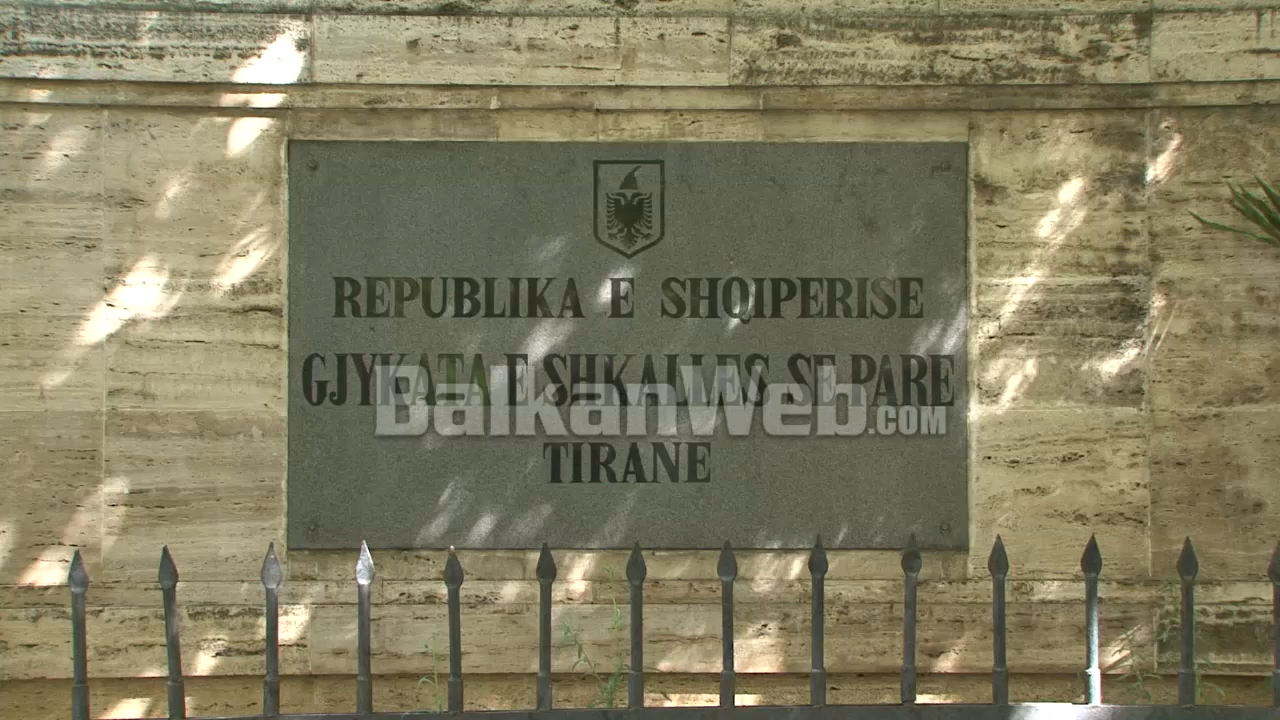 REPUBLIKA E SHQIPERISE
GJYKATA E SHKALLES SE PARE
BalkanWeb.COM
TIRANE